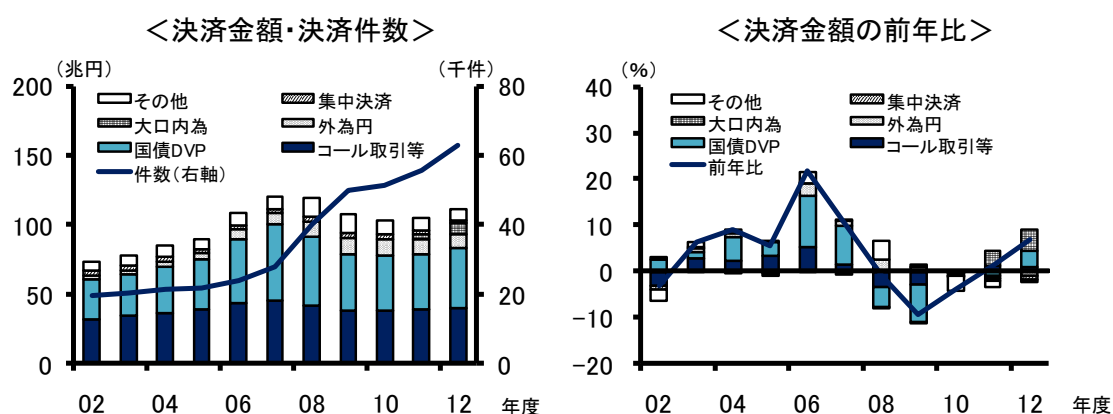 ＜決済金額・決済件数＞
（兆円）
（千件）
200
150
100
50
0
80
60
40
20
0
その他
集中決済
大口内為
外為円
国債DVP
コール取引等
件数（右軸）
02 04 06 08 10 12 年度
＜決済金額の前年比＞
（％）
40
30
20
10
0
−10
−20
その他
集中決済
大口内為
外為円
国債DVP
コール取引等
前年比
02 04 06 08 10 12 年度